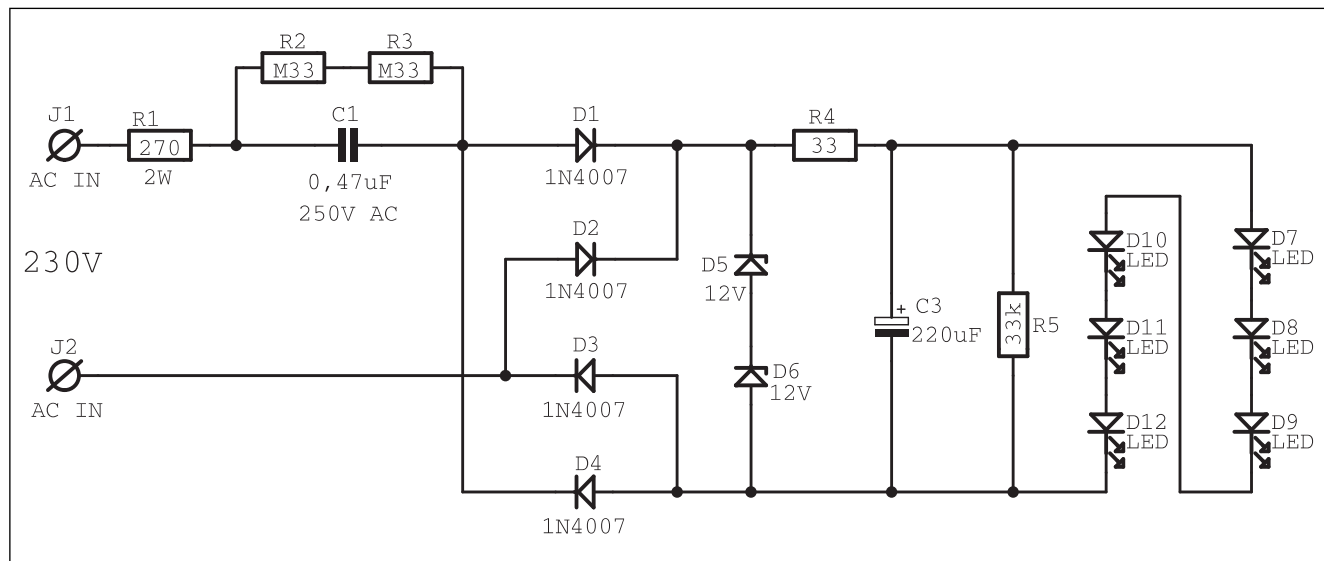 R2
M33
R3
M33
J1
AC IN
R1
270
2W
C1
0,47uF
250V AC
D1
1N4007
R4
33
D2
1N4007
230V
D5
12V
D10
LED
D7
LED
+
C3
220uF
33k
R5
D11
LED
D8
LED
J2
AC IN
D3
1N4007
D6
12V
D12
LED
D9
LED
D4
1N4007